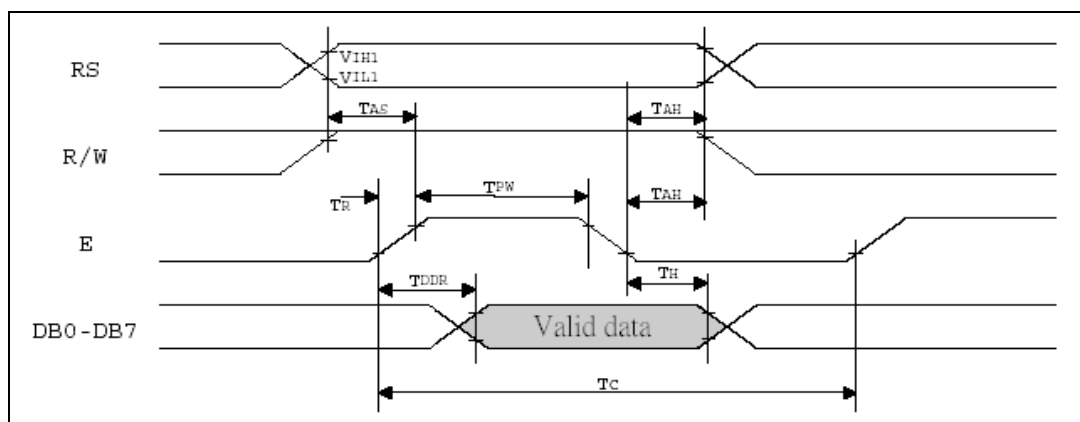 RS
VIH1
VIL1
TAS
TAH
R/W
TPW
TR
TAH
E
TDDR
TH
DB0-DB7
Valid data
TC